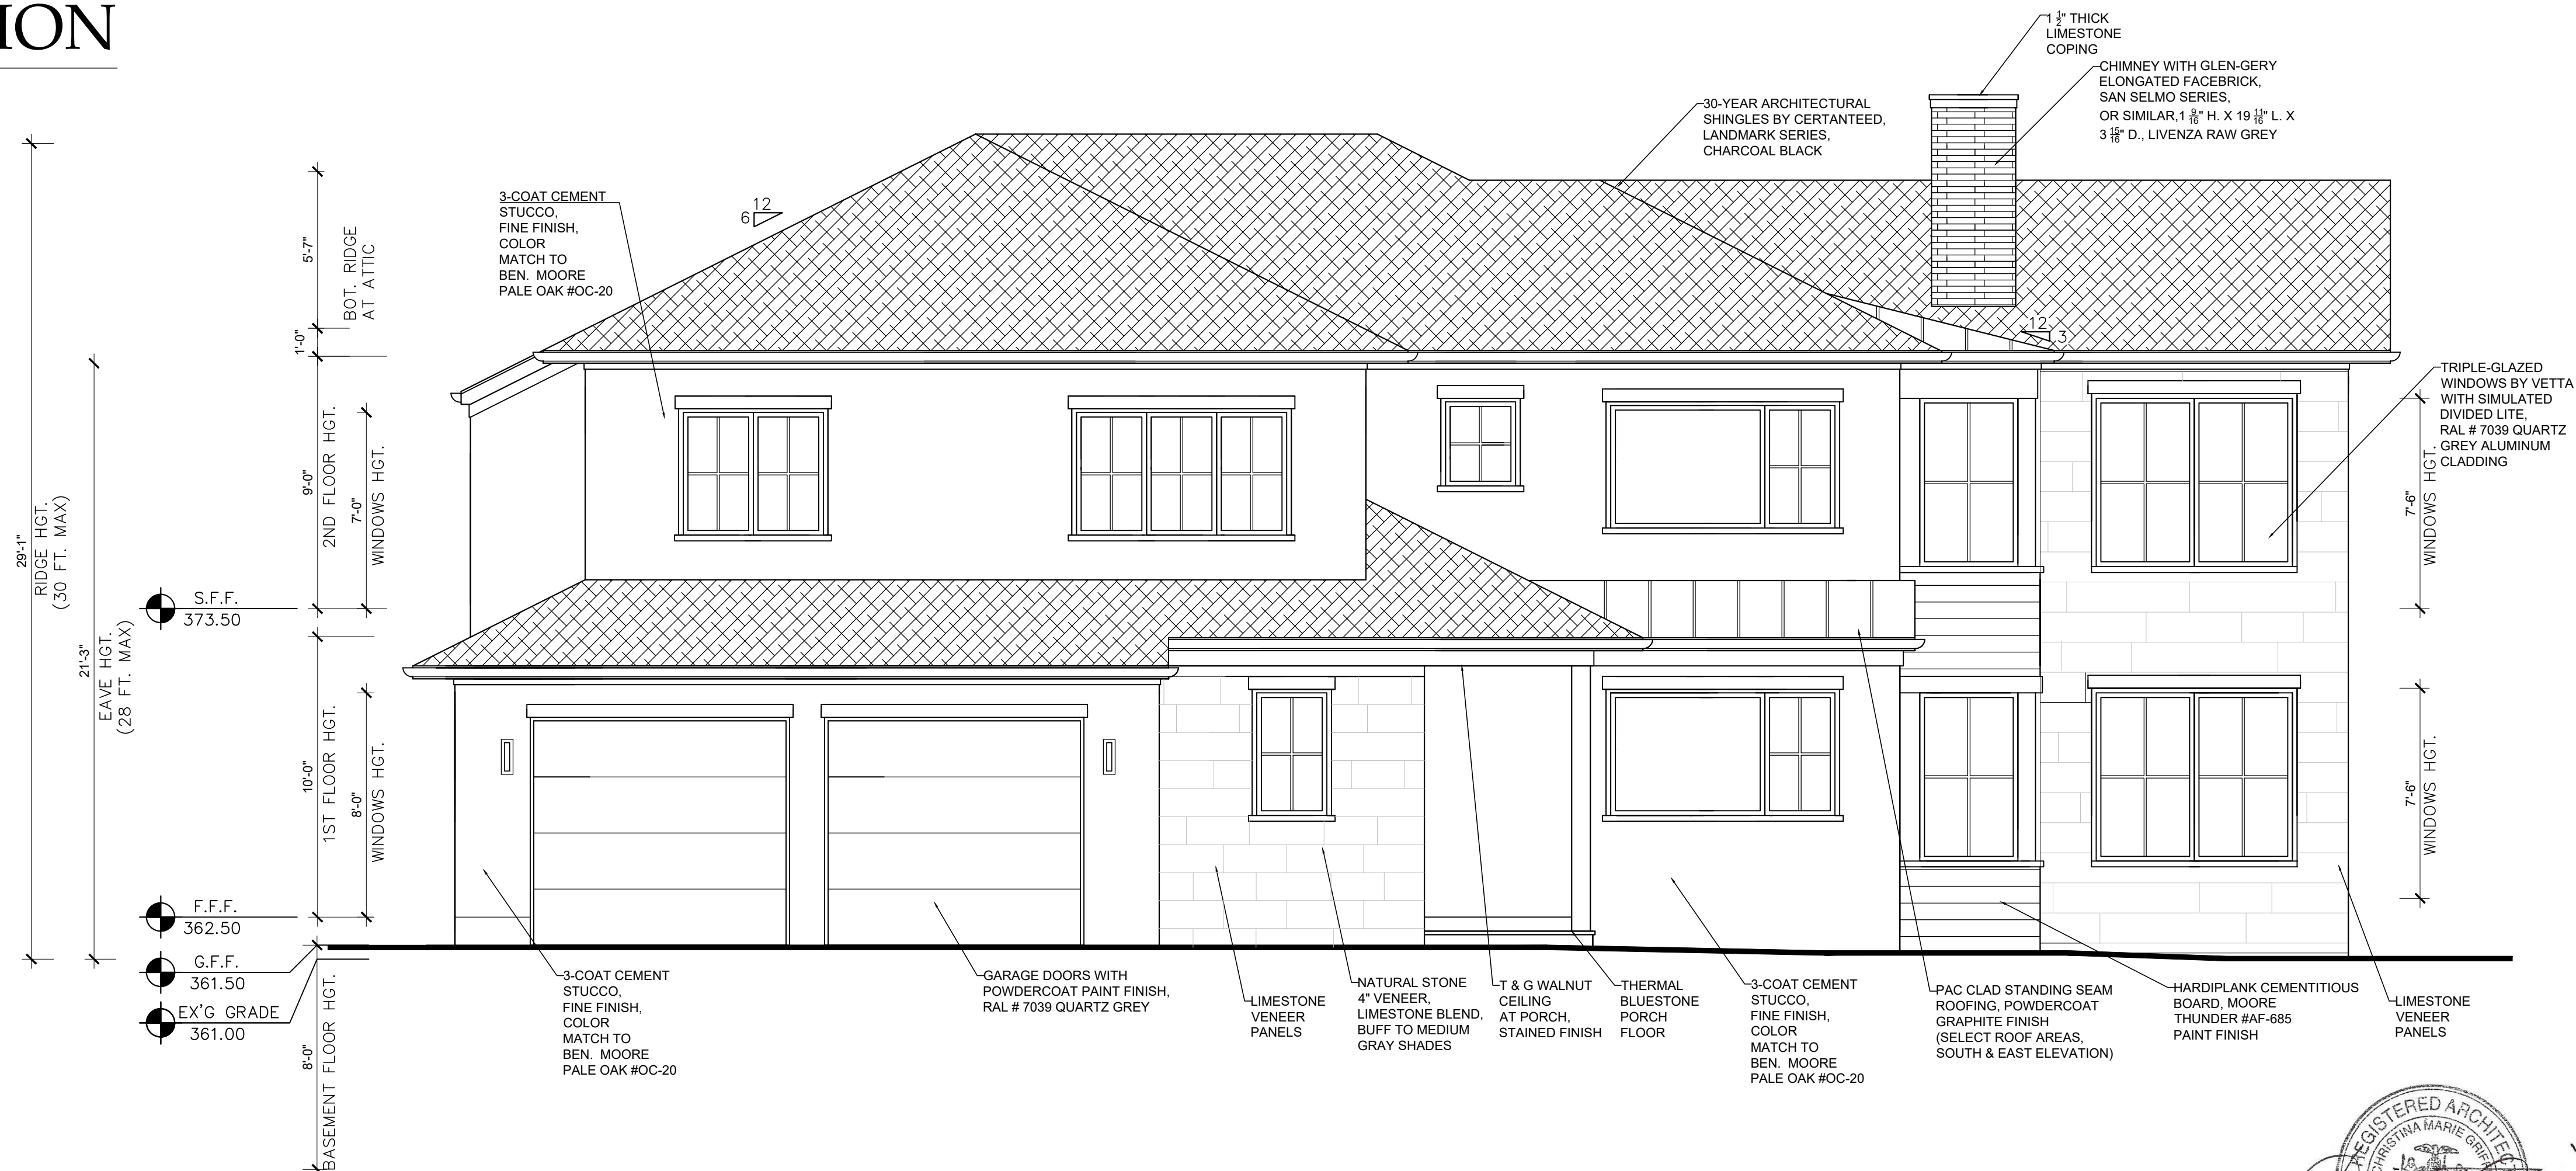 ION
1 1/2" THICK
LIMESTONE
COPING
CHIMNEY WITH GLEN-GERY
ELONGATED FACEBRICK,
SAN SELMO SERIES,
OR SIMILAR,1 9/16" H. X 19 11/16" L. X
3 15/16" D., LIVENZA RAW GREY
30-YEAR ARCHITECTURAL
SHINGLES BY CERTANTEED,
LANDMARK SERIES,
CHARCOAL BLACK
3-COAT CEMENT
STUCCO,
FINE FINISH,
COLOR
MATCH TO
BEN. MOORE
PALE OAK #OC-20
12
6
12
3
TRIPLE-GLAZED
WINDOWS BY VETTA
WITH SIMULATED
DIVIDED LITE,
RAL # 7039 QUARTZ
GREY ALUMINUM
CLADDING
29'-1"
RIDGE HGT.
(30 FT. MAX)
21'-3"
EAVE HGT.
(28 FT. MAX)
5'-7"
BOT. RIDGE
AT ATTIC
1'-0"
9'-0"
2ND FLOOR HGT.
7'-0"
WINDOWS HGT.
10'-0"
1ST FLOOR HGT.
8'-0"
WINDOWS HGT.
8'-0"
BASEMENT FLOOR HGT.
S.F.F.
373.50
F.F.F.
362.50
G.F.F.
361.50
EX'G GRADE
361.00
7'-6"
WINDOWS HGT.
7'-6"
WINDOWS HGT.
3-COAT CEMENT
STUCCO,
FINE FINISH,
COLOR
MATCH TO
BEN. MOORE
PALE OAK #OC-20
GARAGE DOORS WITH
POWDERCOAT PAINT FINISH,
RAL # 7039 QUARTZ GREY
LIMESTONE
VENEER
PANELS
NATURAL STONE
4" VENEER,
LIMESTONE BLEND,
BUFF TO MEDIUM
GRAY SHADES
T & G WALNUT
CEILING
AT PORCH,
STAINED FINISH
THERMAL
BLUESTONE
PORCH
FLOOR
3-COAT CEMENT
STUCCO,
FINE FINISH,
COLOR
MATCH TO
BEN. MOORE
PALE OAK #OC-20
PAC CLAD STANDING SEAM
ROOFING, POWDERCOAT
GRAPHITE FINISH
(SELECT ROOF AREAS,
SOUTH & EAST ELEVATION)
HARDIPLANK CEMENTITIOUS
BOARD, MOORE
THUNDER #AF-685
PAINT FINISH
LIMESTONE
VENEER
PANELS
REGISTERED ARCHITEC
CHRISTINA MARIE GRIF